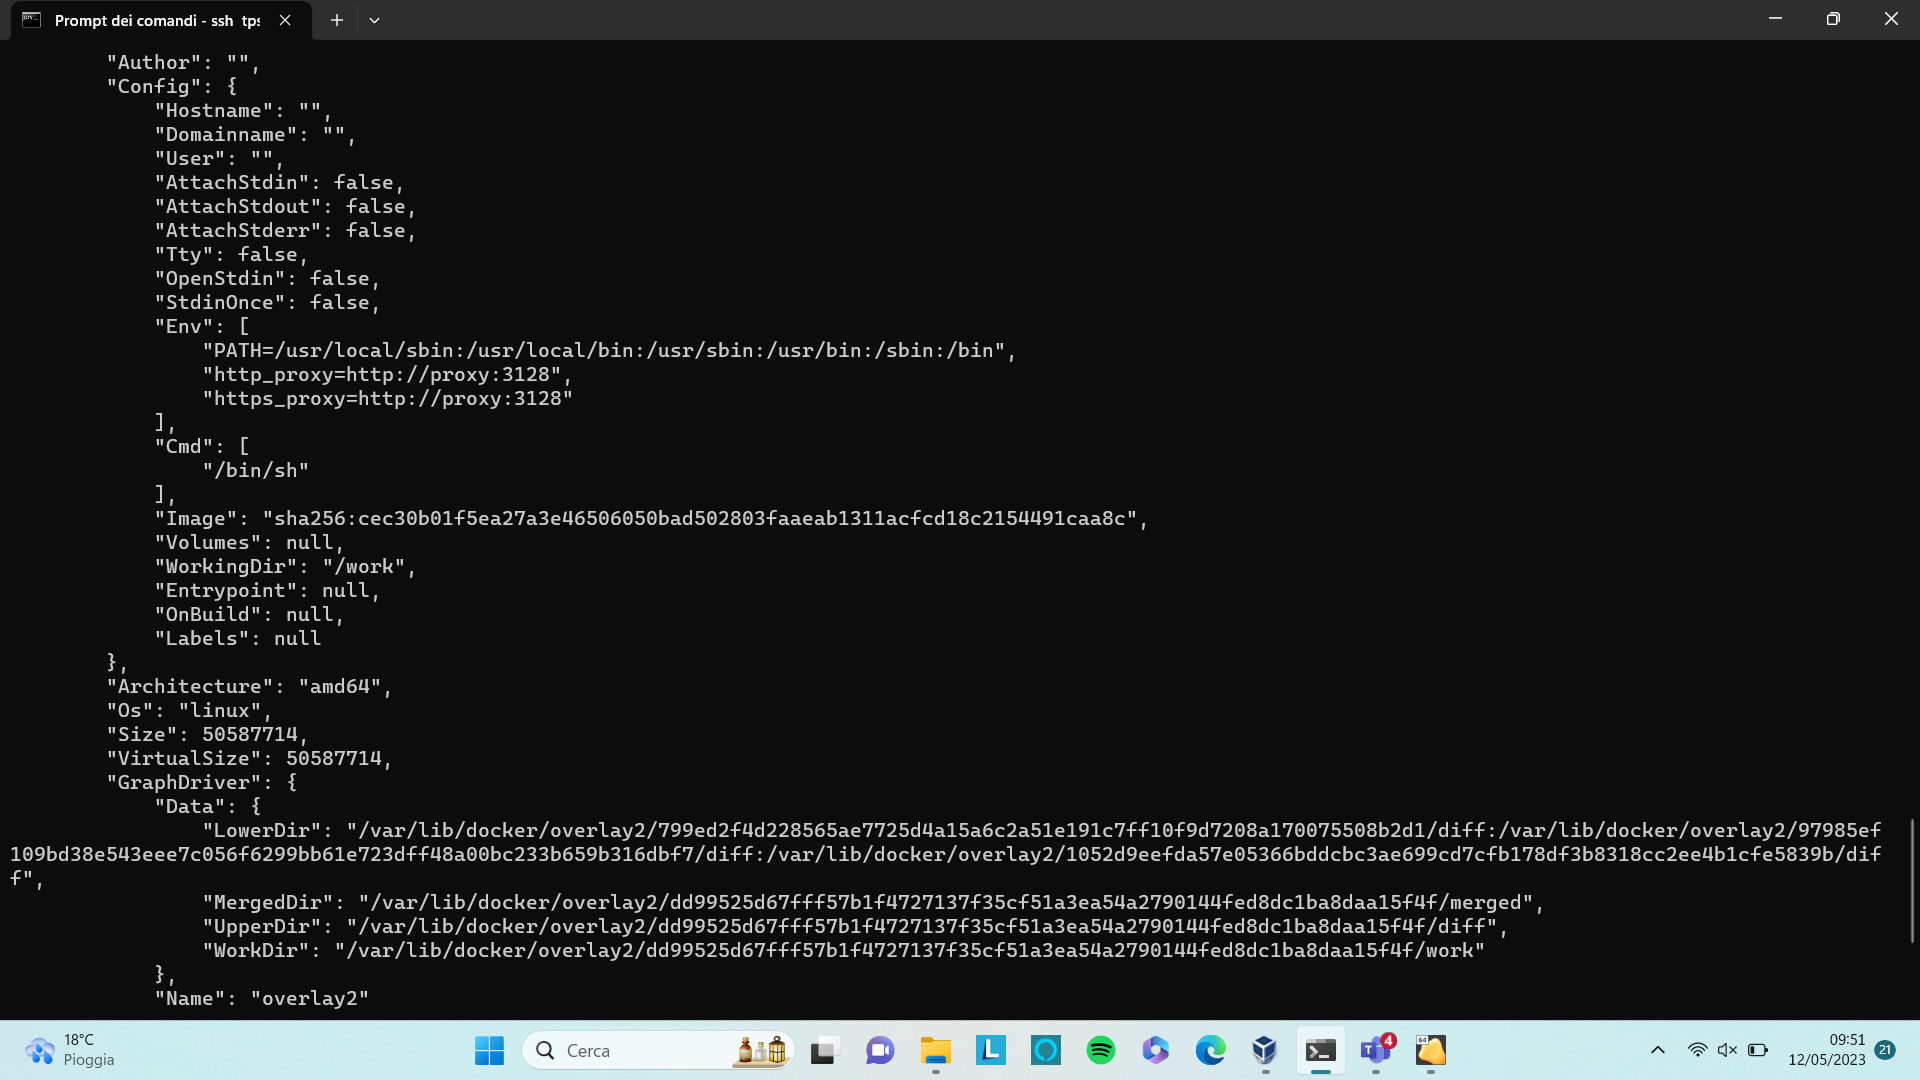 Prompt dei comandi - ssh tps
"Author": "",
"Config": {
"Hostname": "",
"Domainname": "",
"User": "",
"AttachStdin": false,
"AttachStdout": false,
"AttachStderr": false,
"Tty": false,
"OpenStdin": false,
"StdinOnce": false,
"Env": [
"PATH=/usr/local/sbin:/usr/local/bin:/usr/sbin:/usr/bin:/sbin:/bin",
"http_proxy=http://proxy:3128",
"https_proxy=http://proxy:3128"
],
"Cmd": [
"/bin/sh"
],
"Image": "sha256:cec30b01f5ea27a3e46506050bad502803faaeab1311acfcd18c2154491caa8c",
"Volumes": null,
"WorkingDir": "/work",
"Entrypoint": null,
"OnBuild": null,
"Labels": null
},
"Architecture": "amd64",
"Os": "linux",
"Size": 50587714,
"VirtualSize": 50587714,
"GraphDriver": {
"Data": {
"LowerDir": "/var/lib/docker/overlay2/799ed2f4d228565ae7725d4a15a6c2a51e191c7ff10f9d7208a170075508b2d1/diff:/var/lib/docker/overlay2/97985ef
109bd38e543eee7c056f6299bb61e723dff48a00bc233b659b316dbf7/diff:/var/lib/docker/overlay2/1052d9eefda57e05366bddcbc3ae699cd7cfb178df3b8318cc2ee4b1cfe5839b/dif
f",
"MergedDir": "/var/lib/docker/overlay2/dd99525d67fff57b1f4727137f35cf51a3ea54a2790144fed8dc1ba8daa15f4f/merged",
"UpperDir": "/var/lib/docker/overlay2/dd99525d67fff57b1f4727137f35cf51a3ea54a2790144fed8dc1ba8daa15f4f/diff",
"WorkDir": "/var/lib/docker/overlay2/dd99525d67fff57b1f4727137f35cf51a3ea54a2790144fed8dc1ba8daa15f4f/work"
},
"Name": "overlay2"
18°C
Pioggia
Cerca
L
T
4
64
09:51
12/05/2023
21